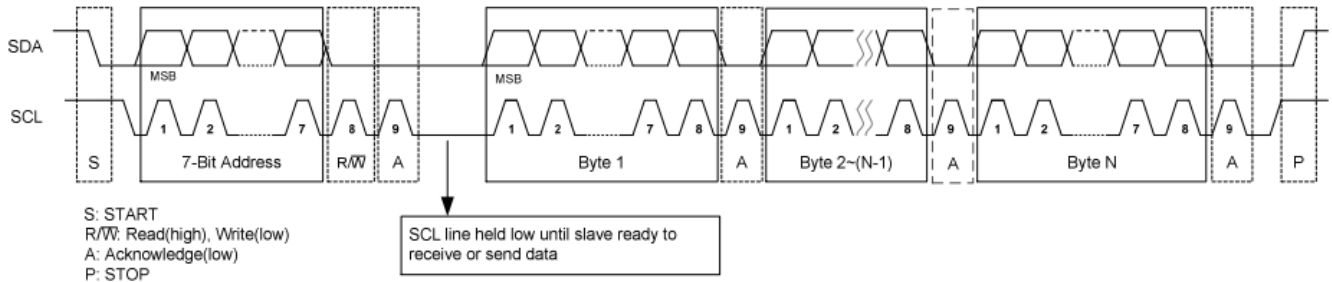 SDA
MSB
MSB
SCL
1 2 7 8 9 1 2 7 8 9 1 2 8 9 1 2 7 8 9
S 7-Bit Address R/W̅ A Byte 1 A Byte 2~(N-1) A Byte N A P
S: START
R/W̅: Read(high), Write(low)
A: Acknowledge(low)
P: STOP
SCL line held low until slave ready to
receive or send data